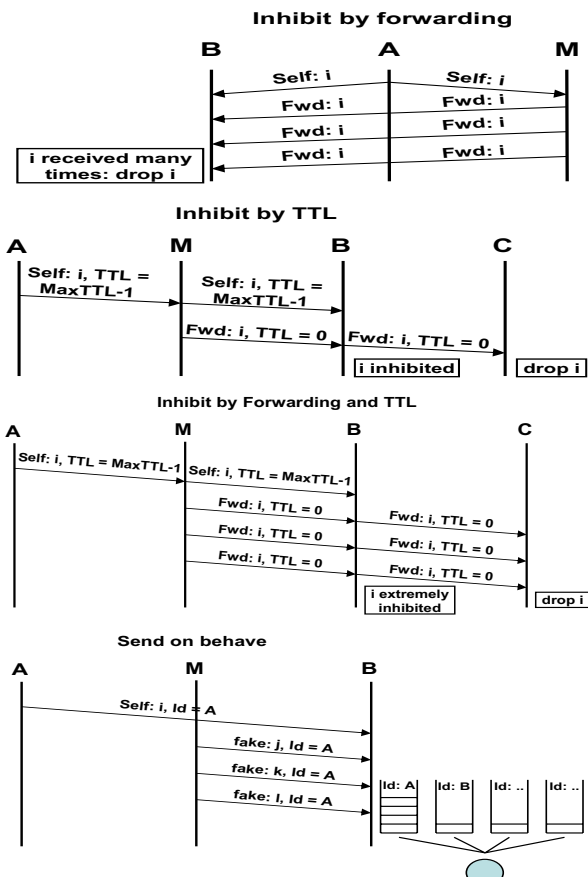 Inhibit by forwarding
B A M
Self: i Self: i
Fwd: i Fwd: i
Fwd: i Fwd: i
Fwd: i Fwd: i
i received many
times: drop i
Inhibit by TTL
A M B C
Self: i, TTL =
MaxTTL-1
Self: i, TTL =
MaxTTL-1
Fwd: i, TTL = 0 Fwd: i, TTL = 0
i inhibited drop i
Inhibit by Forwarding and TTL
A M B C
Self: i, TTL = MaxTTL-1 Self: i, TTL = MaxTTL-1
Fwd: i, TTL = 0 Fwd: i, TTL = 0
Fwd: i, TTL = 0 Fwd: i, TTL = 0
Fwd: i, TTL = 0 Fwd: i, TTL = 0
i extremely
inhibited
drop i
Send on behave
A M B
Self: i, Id = A
fake: j, Id = A
fake: k, Id = A
fake: l, Id = A
Id: A Id: B Id: .. Id: ..